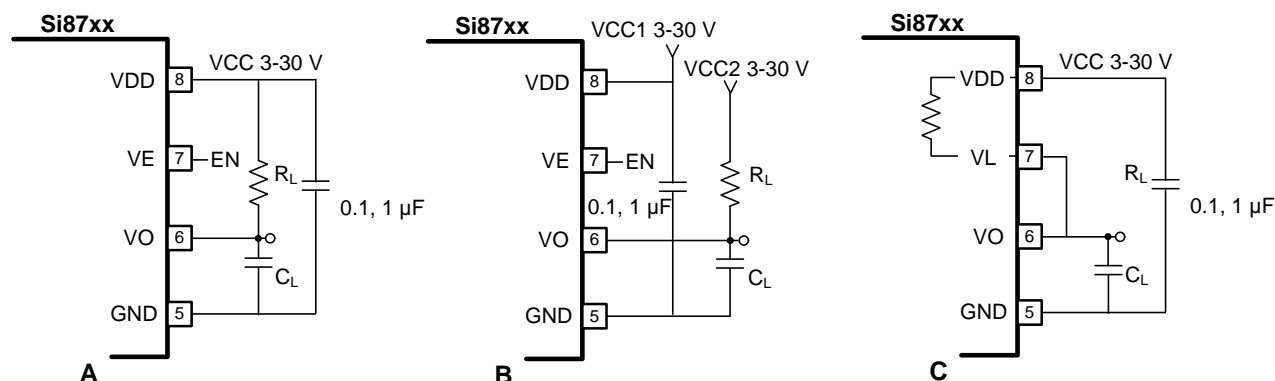 Si87xx
VCC 3-30 V
VDD
8
VE
7
EN
RL
0.1, 1 µF
VO
6
CL
GND
5
A
Si87xx
VCC1 3-30 V
VCC2 3-30 V
VDD
8
VE
7
EN
RL
0.1, 1 µF
VO
6
CL
GND
5
B
Si87xx
VCC 3-30 V
VDD
8
VL
7
RL
0.1, 1 µF
VO
6
CL
GND
5
C